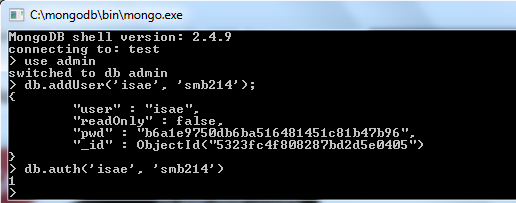 C:\mongodb\bin\mongo.exe
MongoDB shell version: 2.4.9
connecting to: test
> use admin
switched to db admin
> db.addUser('isae', 'smb214');
{
        "user" : "isae",
        "readOnly" : false,
        "pwd" : "b6a1e9750db6ba516481451c81b47b96",
        "_id" : ObjectId("5323fc4f808287bd2d5e0405")
}
> db.auth('isae', 'smb214')
1
>